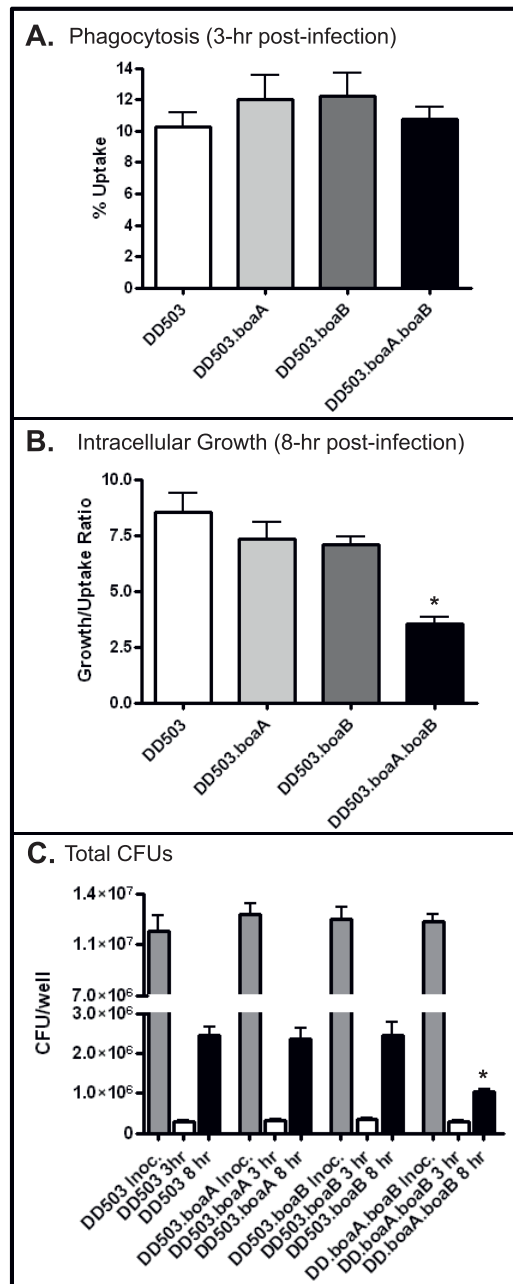 A. Phagocytosis (3-hr post-infection)
% Uptake
14
12
10
8
6
4
2
0
DD503
DD503.boaA
DD503.boaB
DD503.boaA.boaB
B. Intracellular Growth (8-hr post-infection)
Growth/Uptake Ratio
10.0
7.5
5.0
2.5
0.0
*
DD503
DD503.boaA
DD503.boaB
DD503.boaA.boaB
C. Total CFUs
CFU/well
1.4×10⁷
1.1×10⁷
7.0×10⁶
3.0×10⁶
2.0×10⁶
1.0×10⁶
0
*
DD503 Inoc.
DD503 3hr
DD503 8 hr
DD503.boaA Inoc.
DD503.boaA 3 hr
DD503.boaA 8 hr
DD503.boaB Inoc.
DD503.boaB 3 hr
DD503.boaB 8 hr
DD.boaA.boaB Inoc.
DD.boaA.boaB 3 hr
DD.boaA.boaB 8 hr